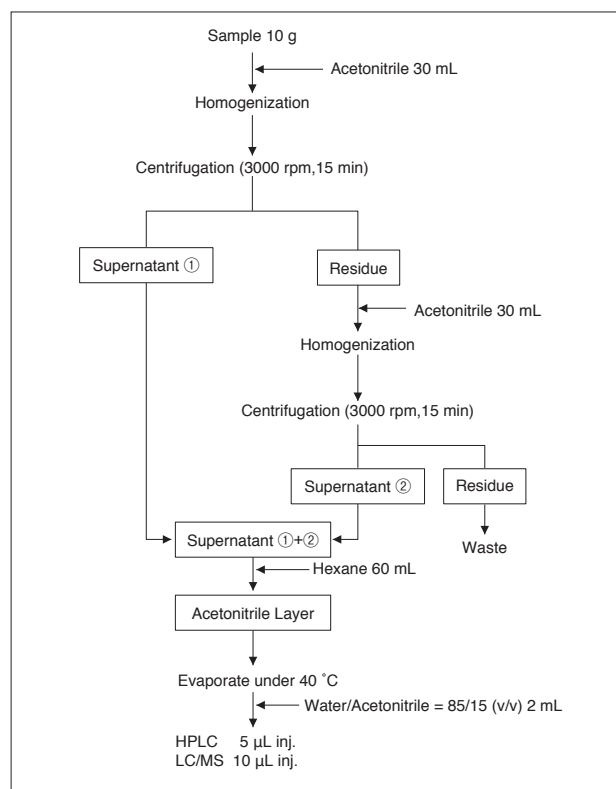 Sample 10 g
Acetonitrile 30 mL
Homogenization
Centrifugation (3000 rpm,15 min)
Supernatant ①
Residue
Acetonitrile 30 mL
Homogenization
Centrifugation (3000 rpm,15 min)
Supernatant ②
Residue
Supernatant ①+②
Waste
Hexane 60 mL
Acetonitrile Layer
Evaporate under 40 ˚C
Water/Acetonitrile = 85/15 (v/v) 2 mL
HPLC 5 µL inj.
LC/MS 10 µL inj.